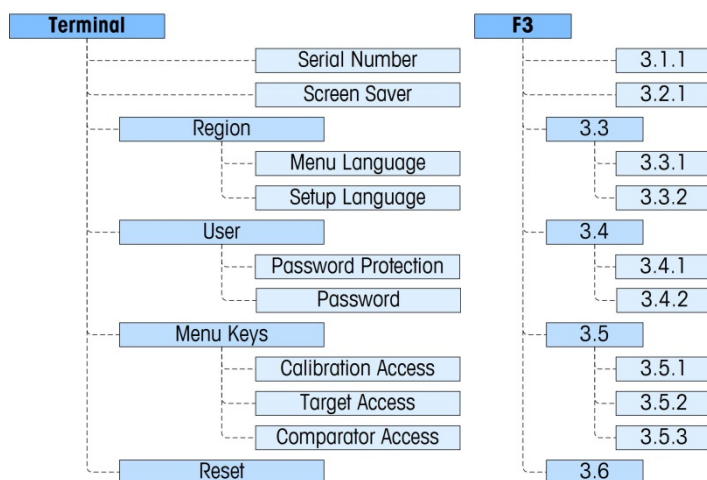 Terminal F3
Serial Number 3.1.1
Screen Saver 3.2.1
Region 3.3
Menu Language 3.3.1
Setup Language 3.3.2
User 3.4
Password Protection 3.4.1
Password 3.4.2
Menu Keys 3.5
Calibration Access 3.5.1
Target Access 3.5.2
Comparator Access 3.5.3
Reset 3.6